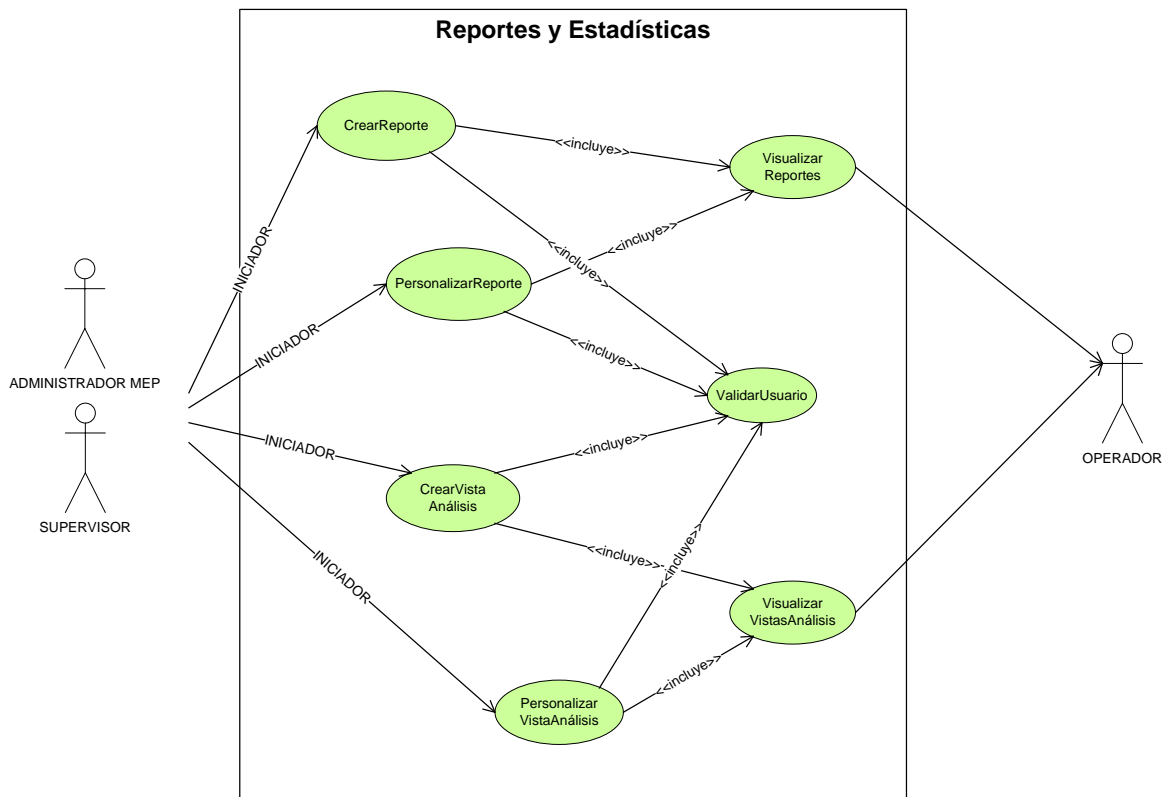 Reportes y Estadísticas
CrearReporte
<<incluye>>
Visualizar
Reportes
INICIADOR
<<incluye>>
<<incluye>>
PersonalizarReporte
INICIADOR
<<incluye>>
ADMINISTRADOR MEP
ValidarUsuario
SUPERVISOR
INICIADOR
<<incluye>>
OPERADOR
CrearVista
Análisis
<<incluye>>
<<incluye>>
INICIADOR
Visualizar
VistasAnálisis
<<incluye>>
Personalizar
VistaAnálisis